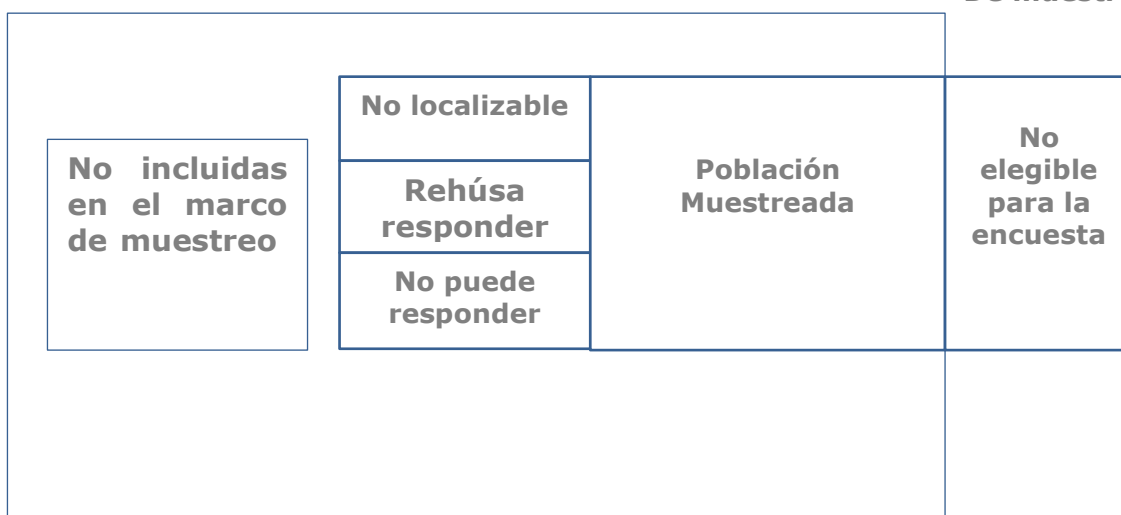 No localizable
No incluidas
en el marco
de muestreo
Rehúsa
responder
No puede
responder
Población
Muestreada
No
elegible
para la
encuesta